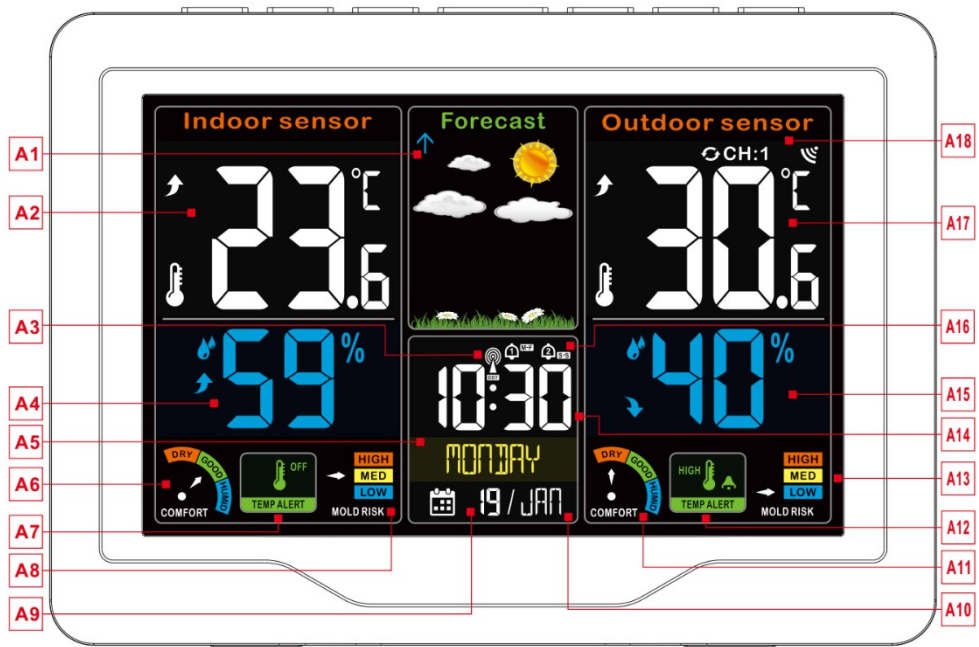 Indoor sensor
Forecast
Outdoor sensor
A1
A18
CH:1
23.6 °C
30.6 °C
A2
A17
A3
A16
1 M-F
2 S-S
DST
59 %
10:30
40 %
A4
A15
A14
A5
MONDAY
DRY GOOD HUMID
COMFORT
OFF
TEMP ALERT
HIGH
MED
LOW
MOLD RISK
19 / JAN
DRY GOOD HUMID
COMFORT
HIGH
TEMP ALERT
HIGH
MED
LOW
MOLD RISK
A6
A13
A7
A12
A8
A11
A9
A10